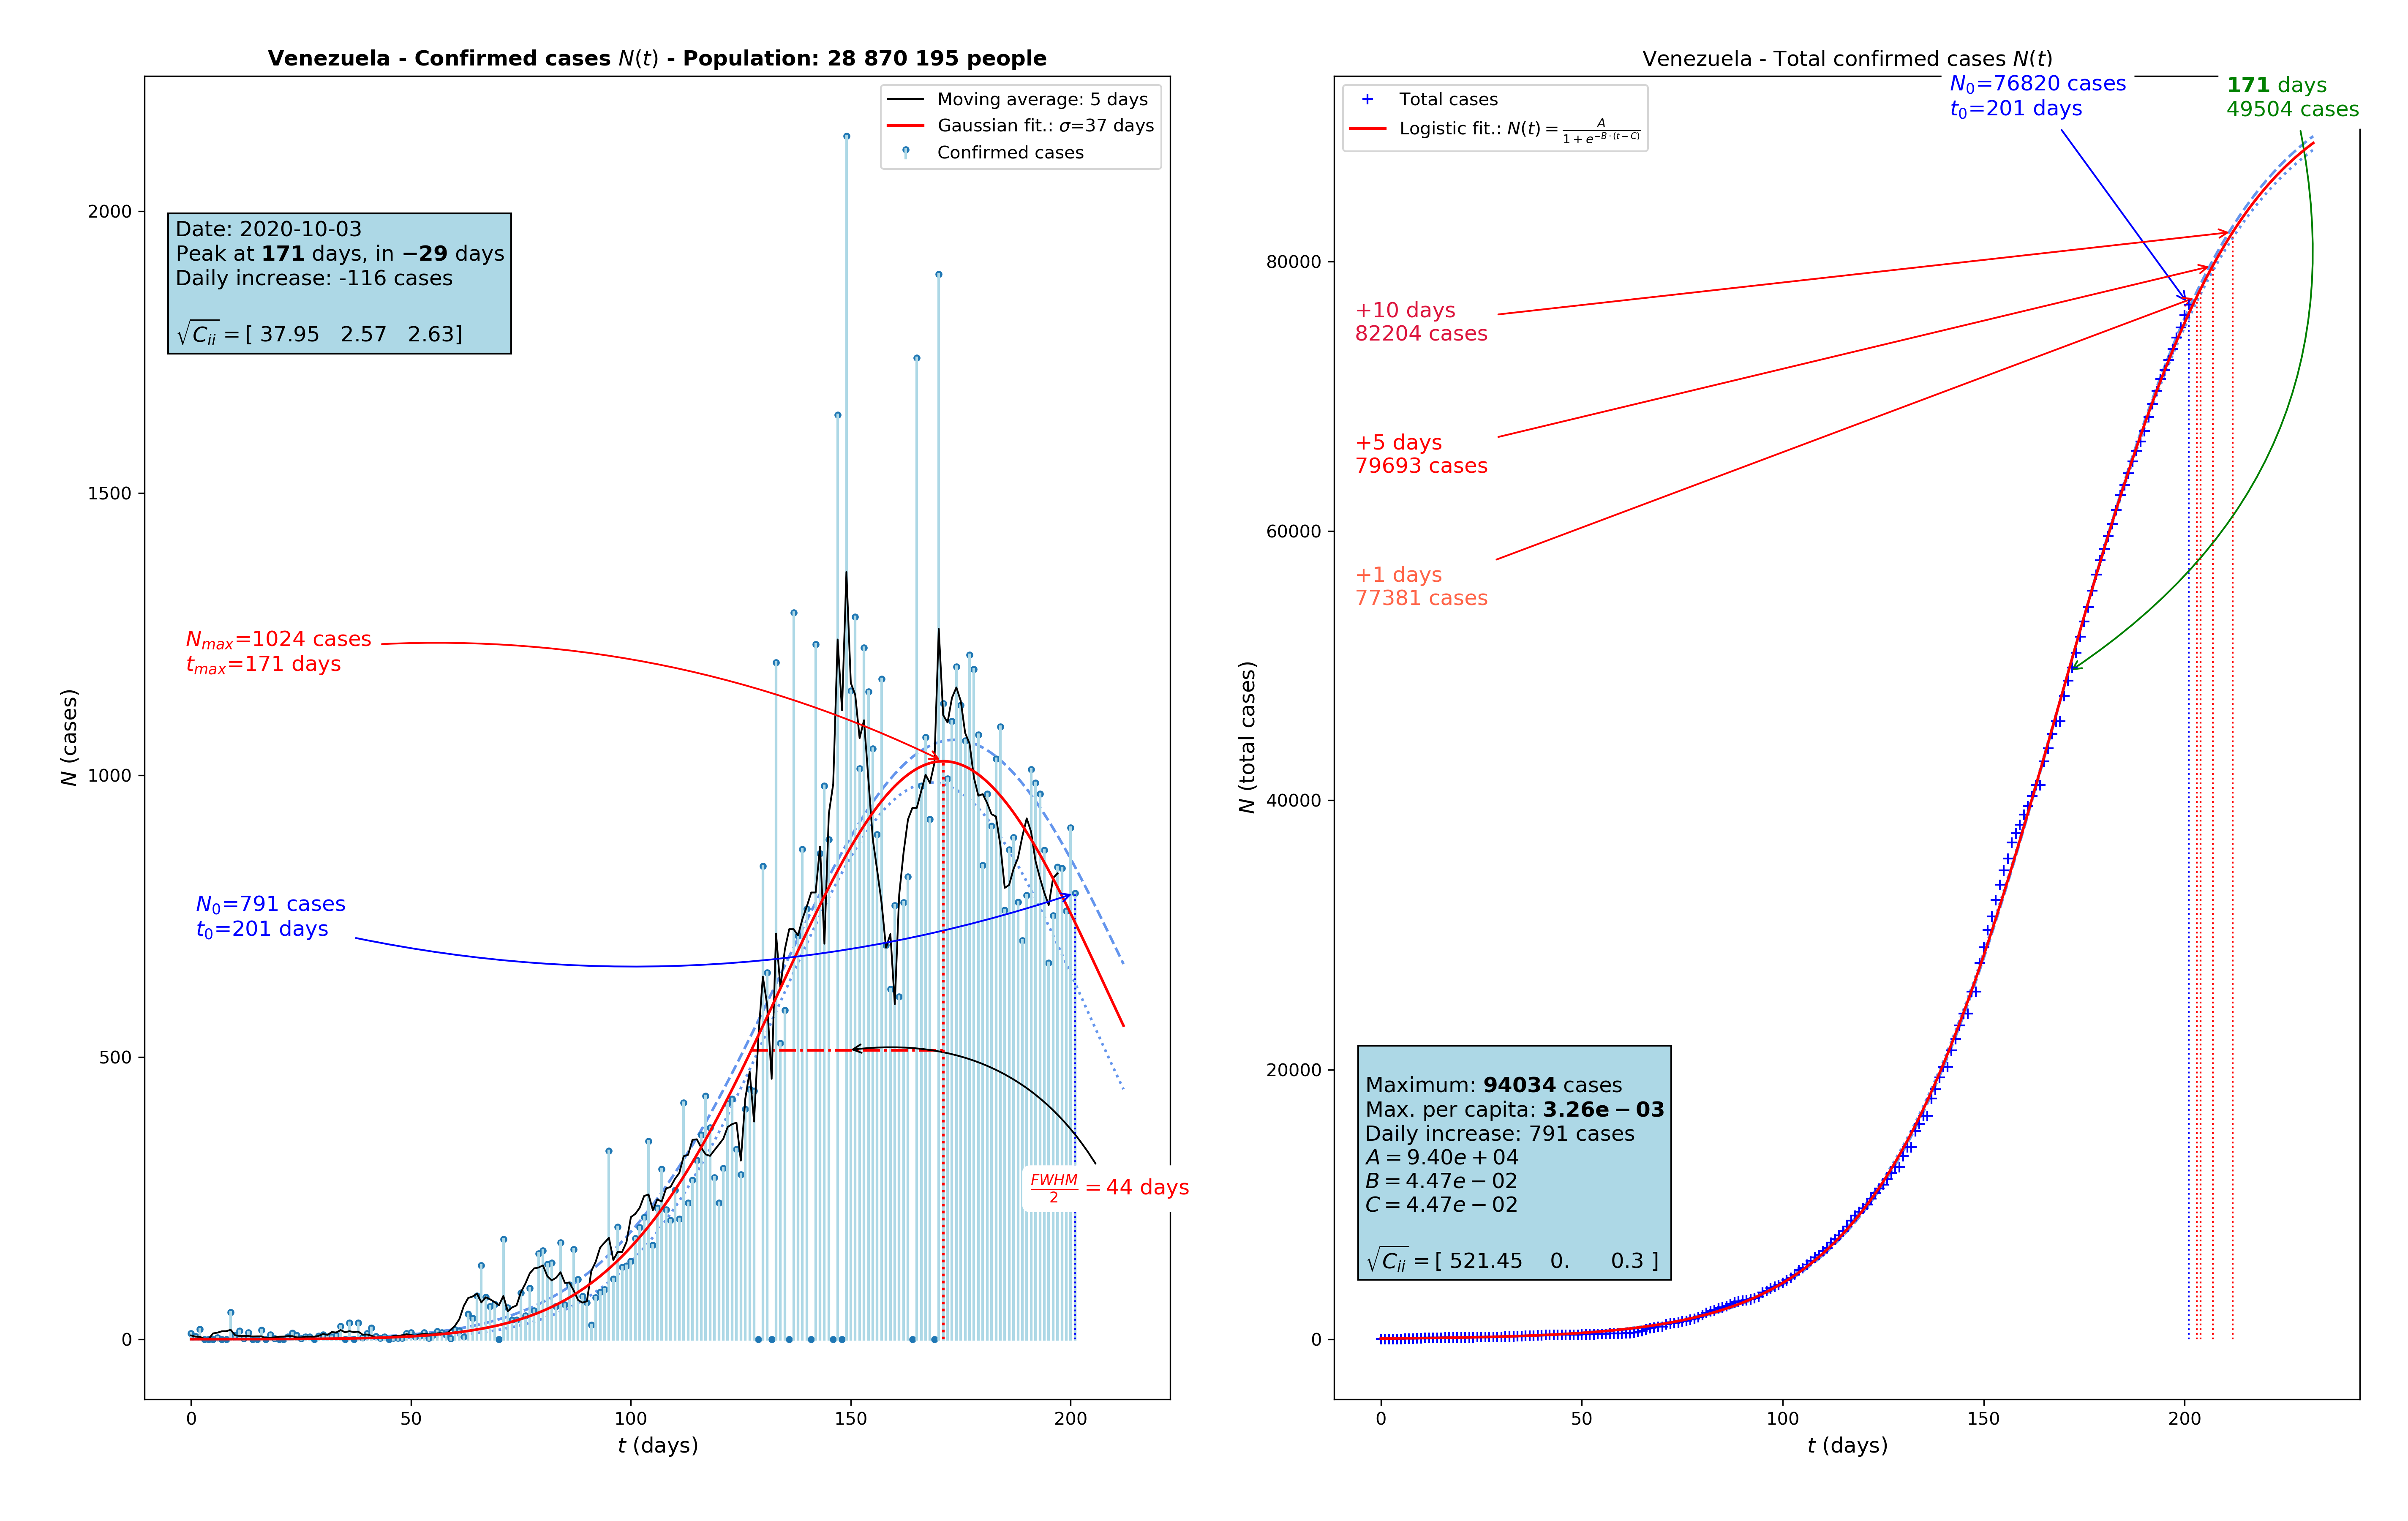 Venezuela - Confirmed cases N(t) - Population: 28 870 195 people
Moving average: 5 days
Gaussian fit.: σ=37 days
Confirmed cases
Date: 2020-10-03
Peak at 171 days, in −29 days
Daily increase: -116 cases
√C_ii = [ 37.95 2.57 2.63]
N_max=1024 cases
t_max=171 days
N_0=791 cases
t_0=201 days
FWHM/2 = 44 days
N (cases)
2000
1500
1000
500
0
0 50 100 150 200
t (days)
Venezuela - Total confirmed cases N(t)
Total cases
Logistic fit.: N(t) = A/(1+e^{−B·(t−C)})
N_0=76820 cases
t_0=201 days
171 days
49504 cases
+10 days
82204 cases
+5 days
79693 cases
+1 days
77381 cases
Maximum: 94034 cases
Max. per capita: 3.26e − 03
Daily increase: 791 cases
A = 9.40e + 04
B = 4.47e − 02
C = 4.47e − 02
√C_ii = [ 521.45 0. 0.3 ]
N (total cases)
80000
60000
40000
20000
0
0 50 100 150 200
t (days)